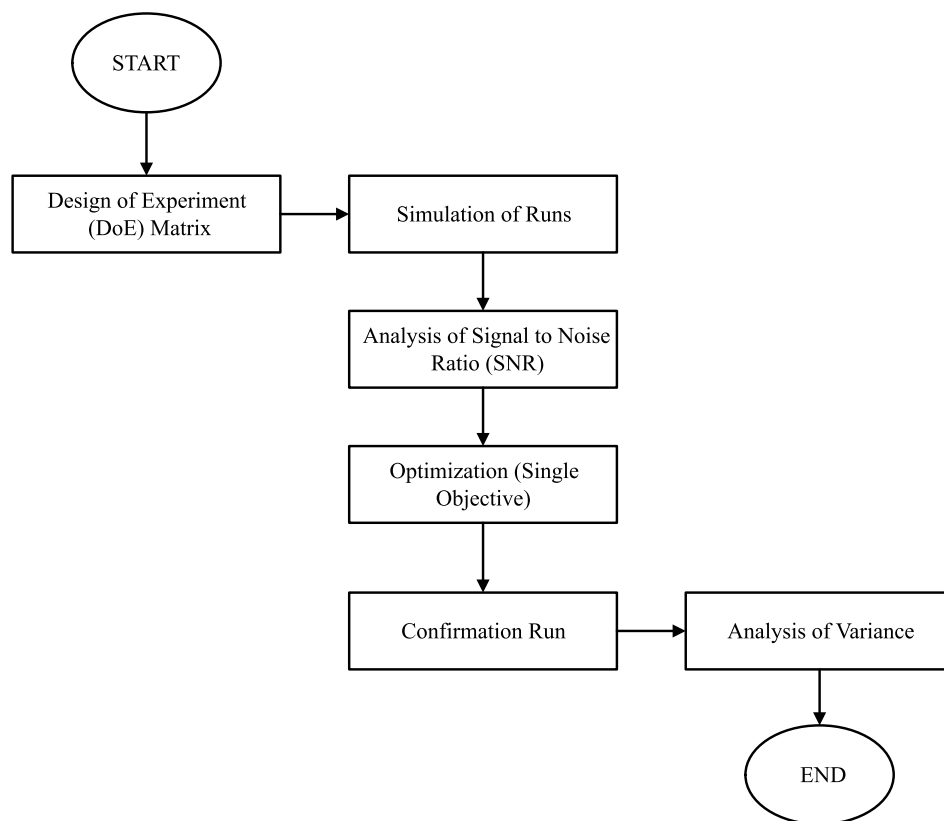 START
Design of Experiment
(DoE) Matrix
Simulation of Runs
Analysis of Signal to Noise
Ratio (SNR)
Optimization (Single
Objective)
Confirmation Run
Analysis of Variance
END